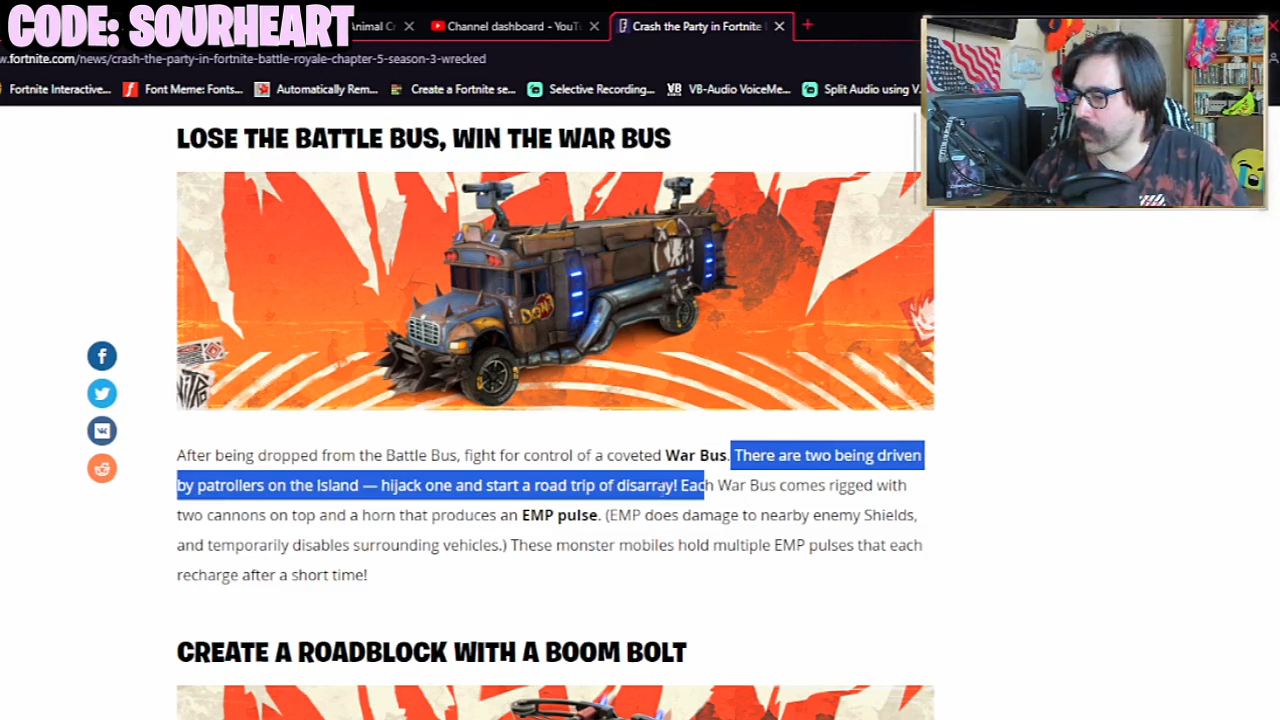 CODE: SOURHEART
Animal C
Channel dashboard - YouT
Crash the Party in Fortnite
w.fortnite.com/news/crash-the-party-in-fortnite-battle-royale-chapter-5-season-3-wrecked
Fortnite Interactive...
Font Meme: Fonts...
Automatically Rem...
Create a Fortnite se...
Selective Recording...
VB
VB-Audio VoiceMe...
Split Audio using V
LOSE THE BATTLE BUS, WIN THE WAR BUS
After being dropped from the Battle Bus, fight for control of a coveted War Bus. There are two being driven
by patrollers on the Island — hijack one and start a road trip of disarray! Each War Bus comes rigged with
two cannons on top and a horn that produces an EMP pulse. (EMP does damage to nearby enemy Shields,
and temporarily disables surrounding vehicles.) These monster mobiles hold multiple EMP pulses that each
recharge after a short time!
CREATE A ROADBLOCK WITH A BOOM BOLT